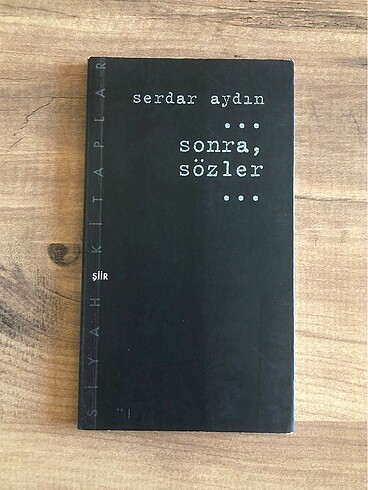 serdar aydın
...
sonra,
sözler
...
SİYAH KİTAPLAR
ŞİİR